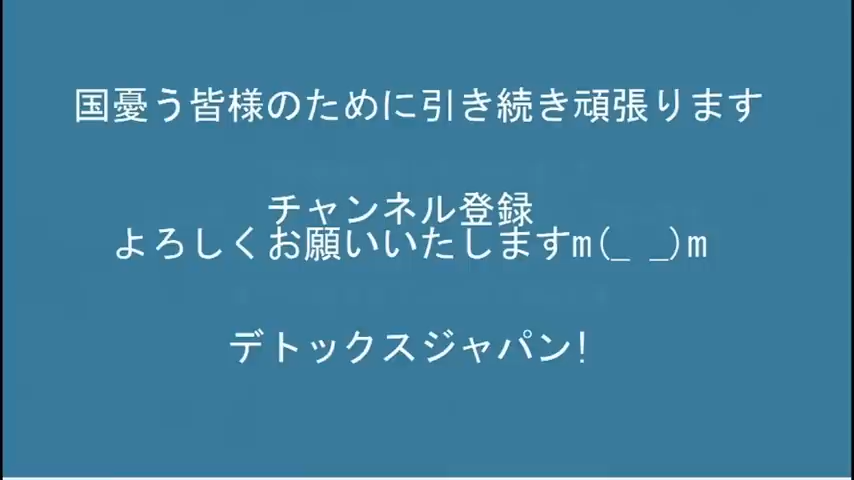 国憂う皆様のために引き続き頑張ります
チャンネル登録
よろしくお願いいたしますm(_ _)m
デトックスジャパン!